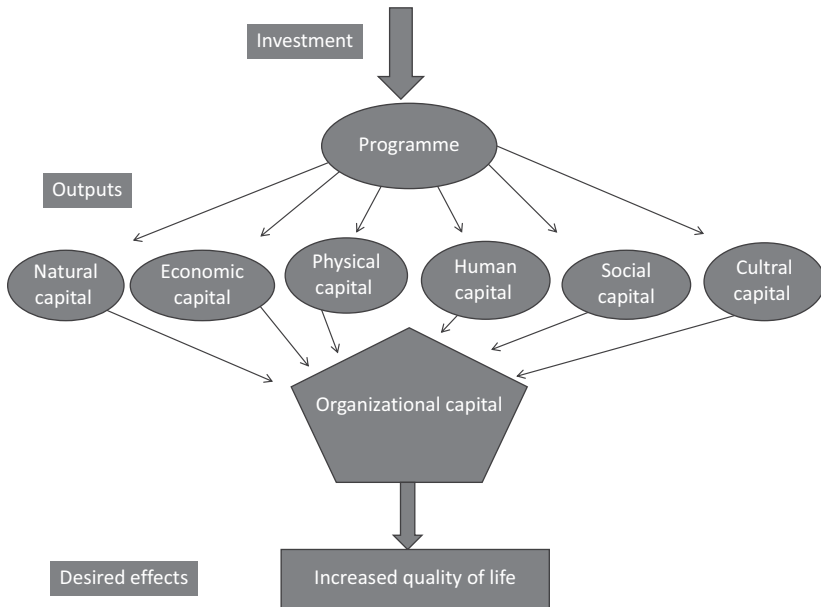 Investment
Programme
Outputs
Natural
capital
Economic
capital
Physical
capital
Human
capital
Social
capital
Cultral
capital
Organizational capital
Desired effects
Increased quality of life